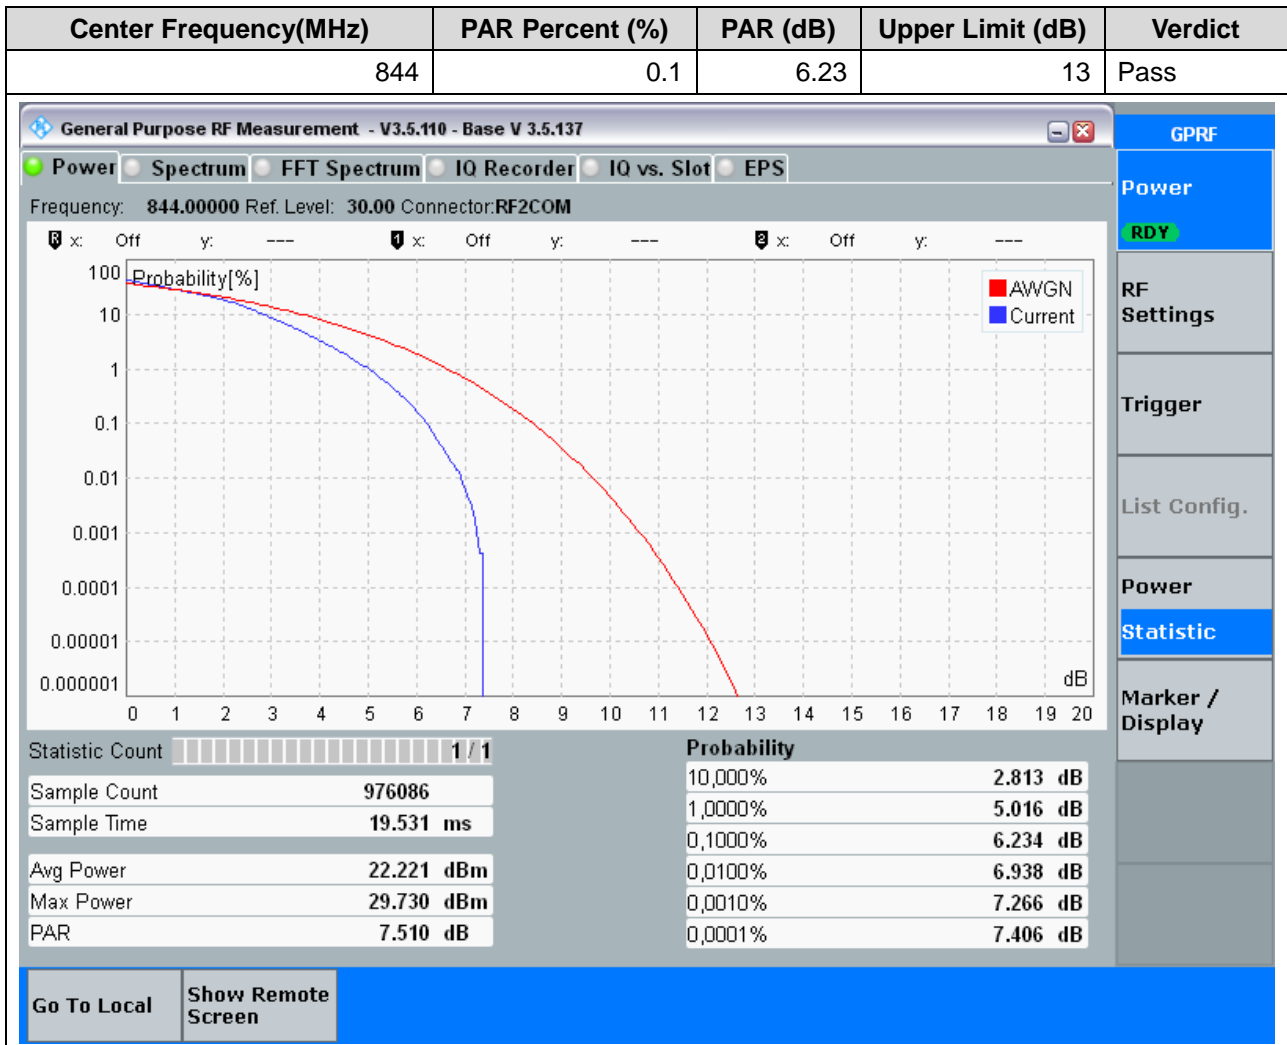 Center Frequency(MHz) PAR Percent (%) PAR (dB) Upper Limit (dB) Verdict
844 0.1 6.23 13 Pass
General Purpose RF Measurement - V3.5.110 - Base V 3.5.137
GPRF
Power Spectrum FFT Spectrum IQ Recorder IQ vs. Slot EPS
Frequency: 844.00000 Ref. Level: 30.00 Connector:RF2COM
R x: Off y: --- 1 x: Off y: --- 2 x: Off y: ---
Probability[%]
100
10
1
0.1
0.01
0.001
0.0001
0.00001
0.000001
AWGN
Current
dB
0 1 2 3 4 5 6 7 8 9 10 11 12 13 14 15 16 17 18 19 20
Statistic Count 1 / 1
Sample Count 976086
Sample Time 19.531 ms
Avg Power 22.221 dBm
Max Power 29.730 dBm
PAR 7.510 dB
Probability
10,000% 2.813 dB
1,0000% 5.016 dB
0,1000% 6.234 dB
0,0100% 6.938 dB
0,0010% 7.266 dB
0,0001% 7.406 dB
Power
RDY
RF
Settings
Trigger
List Config.
Power
Statistic
Marker /
Display
Go To Local
Show Remote
Screen